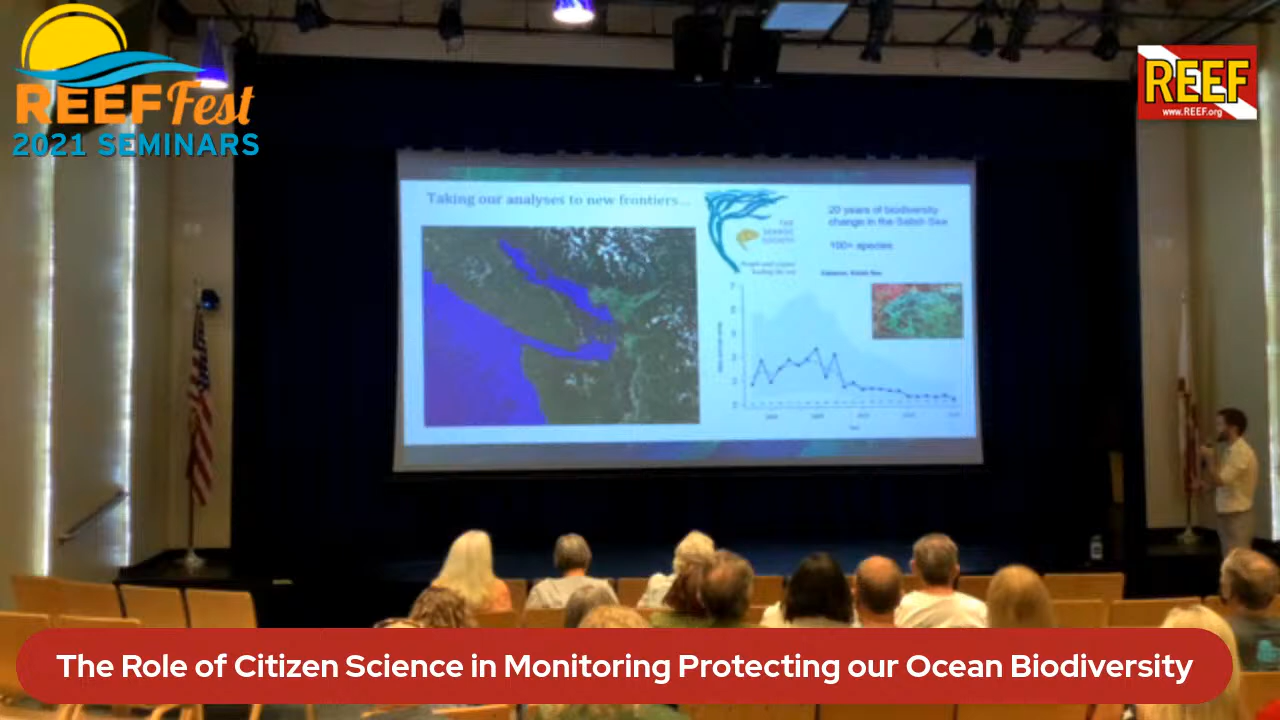 REEF Fest
2021 SEMINARS
REEF
www.REEF.org
Taking our analyses to new frontiers...
20 years of biodiversity
change in the Salish Sea
100+ species
The Role of Citizen Science in Monitoring Protecting our Ocean Biodiversity